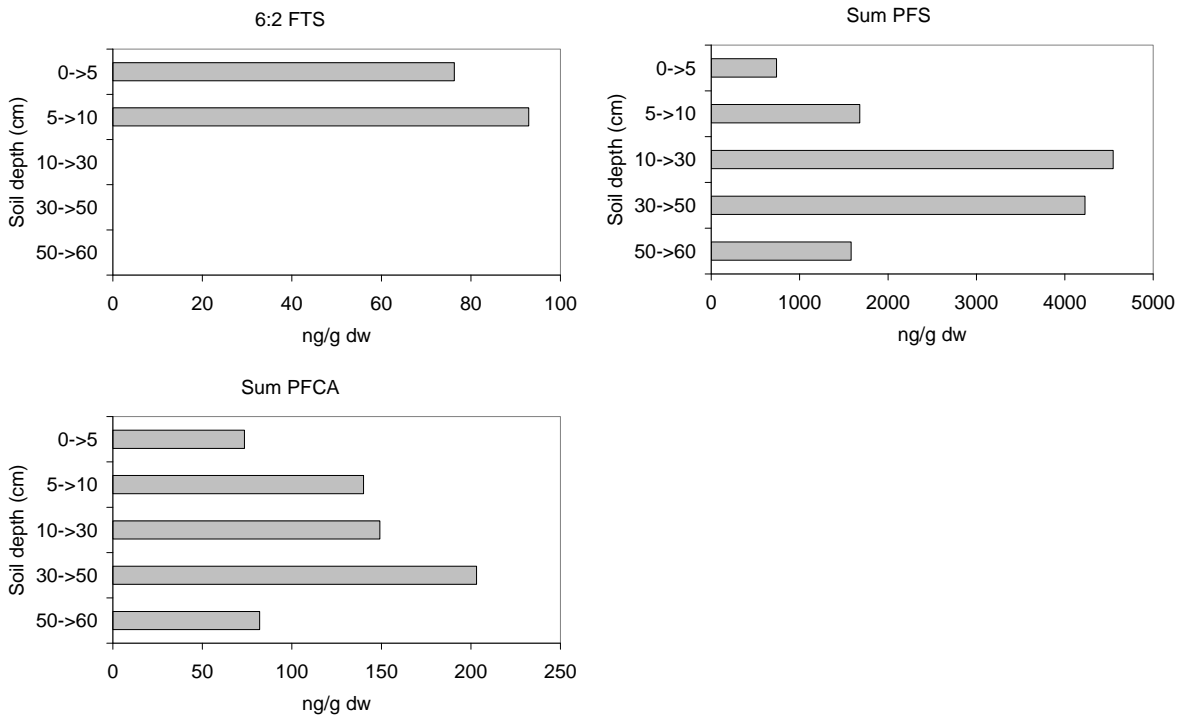 6:2 FTS
Soil depth (cm)
0->5
5->10
10->30
30->50
50->60
0 20 40 60 80 100
ng/g dw
Sum PFS
Soil depth (cm)
0->5
5->10
10->30
30->50
50->60
0 1000 2000 3000 4000 5000
ng/g dw
Sum PFCA
Soil depth (cm)
0->5
5->10
10->30
30->50
50->60
0 50 100 150 200 250
ng/g dw